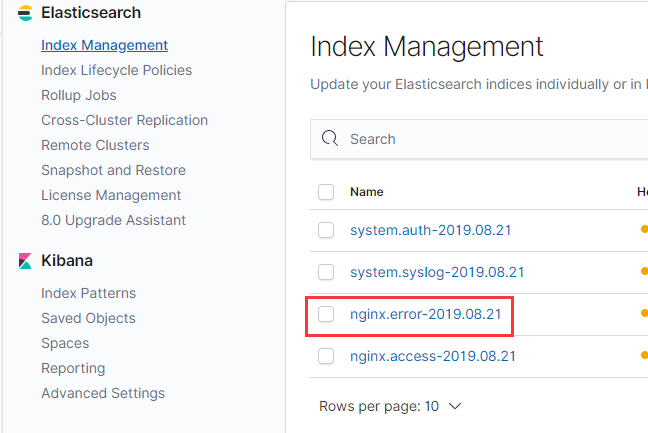 Elasticsearch
Index Management
Index Lifecycle Policies
Rollup Jobs
Cross-Cluster Replication
Remote Clusters
Snapshot and Restore
License Management
8.0 Upgrade Assistant
Kibana
Index Patterns
Saved Objects
Spaces
Reporting
Advanced Settings
Index Management
Update your Elasticsearch indices individually or in
Search
Name
system.auth-2019.08.21
system.syslog-2019.08.21
nginx.error-2019.08.21
nginx.access-2019.08.21
Rows per page: 10